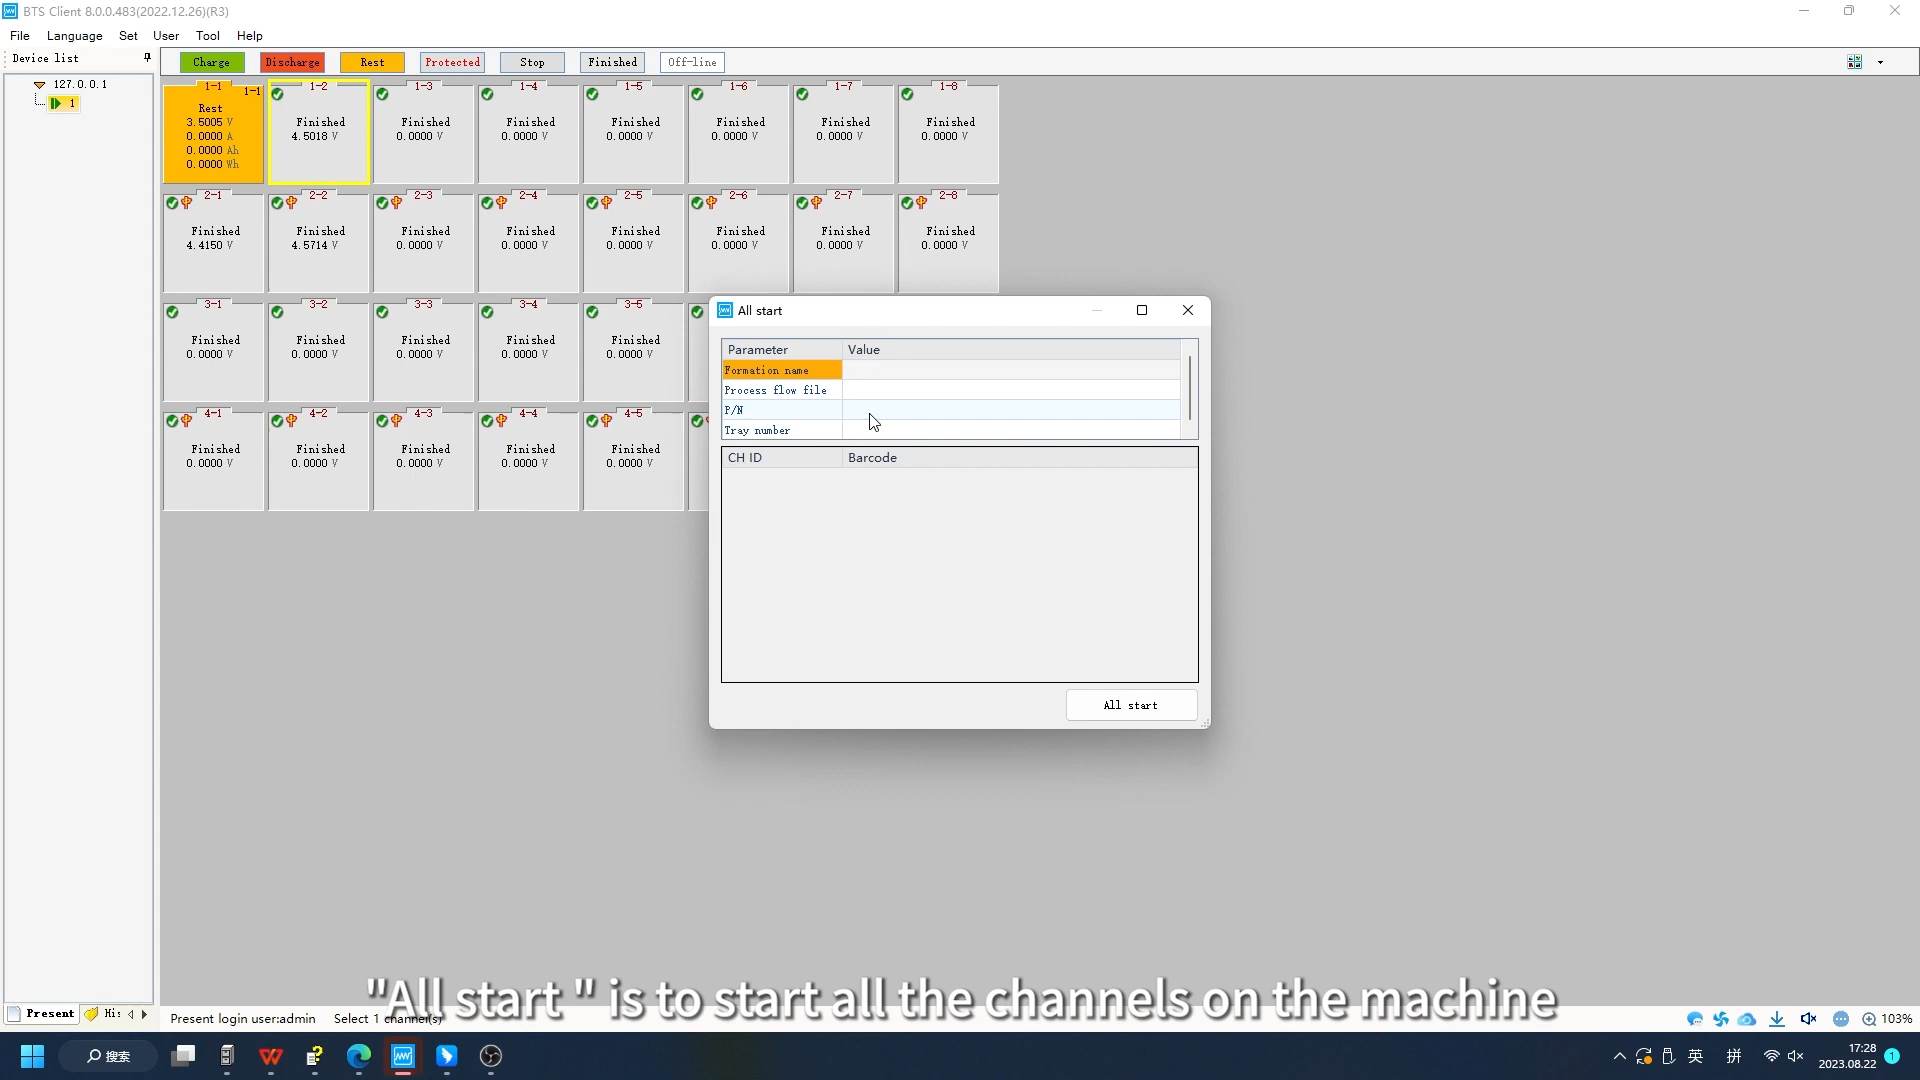 BTS Client 8.0.0.483(2022.12.26)(R3)
File Language Set User Tool Help
Device list
Charge Discharge Rest Protected Stop Finished Off-line
127.0.0.1
1
1-1 1-1 1-2 1-3 1-4 1-5 1-6 1-7 1-8
Rest
3.5005 V
0.0000 A
0.0000 Ah
0.0000 Wh
Finished Finished Finished Finished Finished Finished Finished
4.5018 V 0.0000 V 0.0000 V 0.0000 V 0.0000 V 0.0000 V 0.0000 V
2-1 2-2 2-3 2-4 2-5 2-6 2-7 2-8
Finished Finished Finished Finished Finished Finished Finished Finished
4.4150 V 4.5714 V 0.0000 V 0.0000 V 0.0000 V 0.0000 V 0.0000 V 0.0000 V
3-1 3-2 3-3 3-4 3-5
Finished Finished Finished Finished Finished
0.0000 V 0.0000 V 0.0000 V 0.0000 V 0.0000 V
4-1 4-2 4-3 4-4 4-5
Finished Finished Finished Finished Finished
0.0000 V 0.0000 V 0.0000 V 0.0000 V 0.0000 V
All start
Parameter Value
Formation name
Process flow file
P/N
Tray number
CH ID Barcode
All start
"All start " is to start all the channels on the machine
Present His
Present login user:admin Select 1 channel(s)
103%
搜索
英 拼
17:28
2023.08.22
1